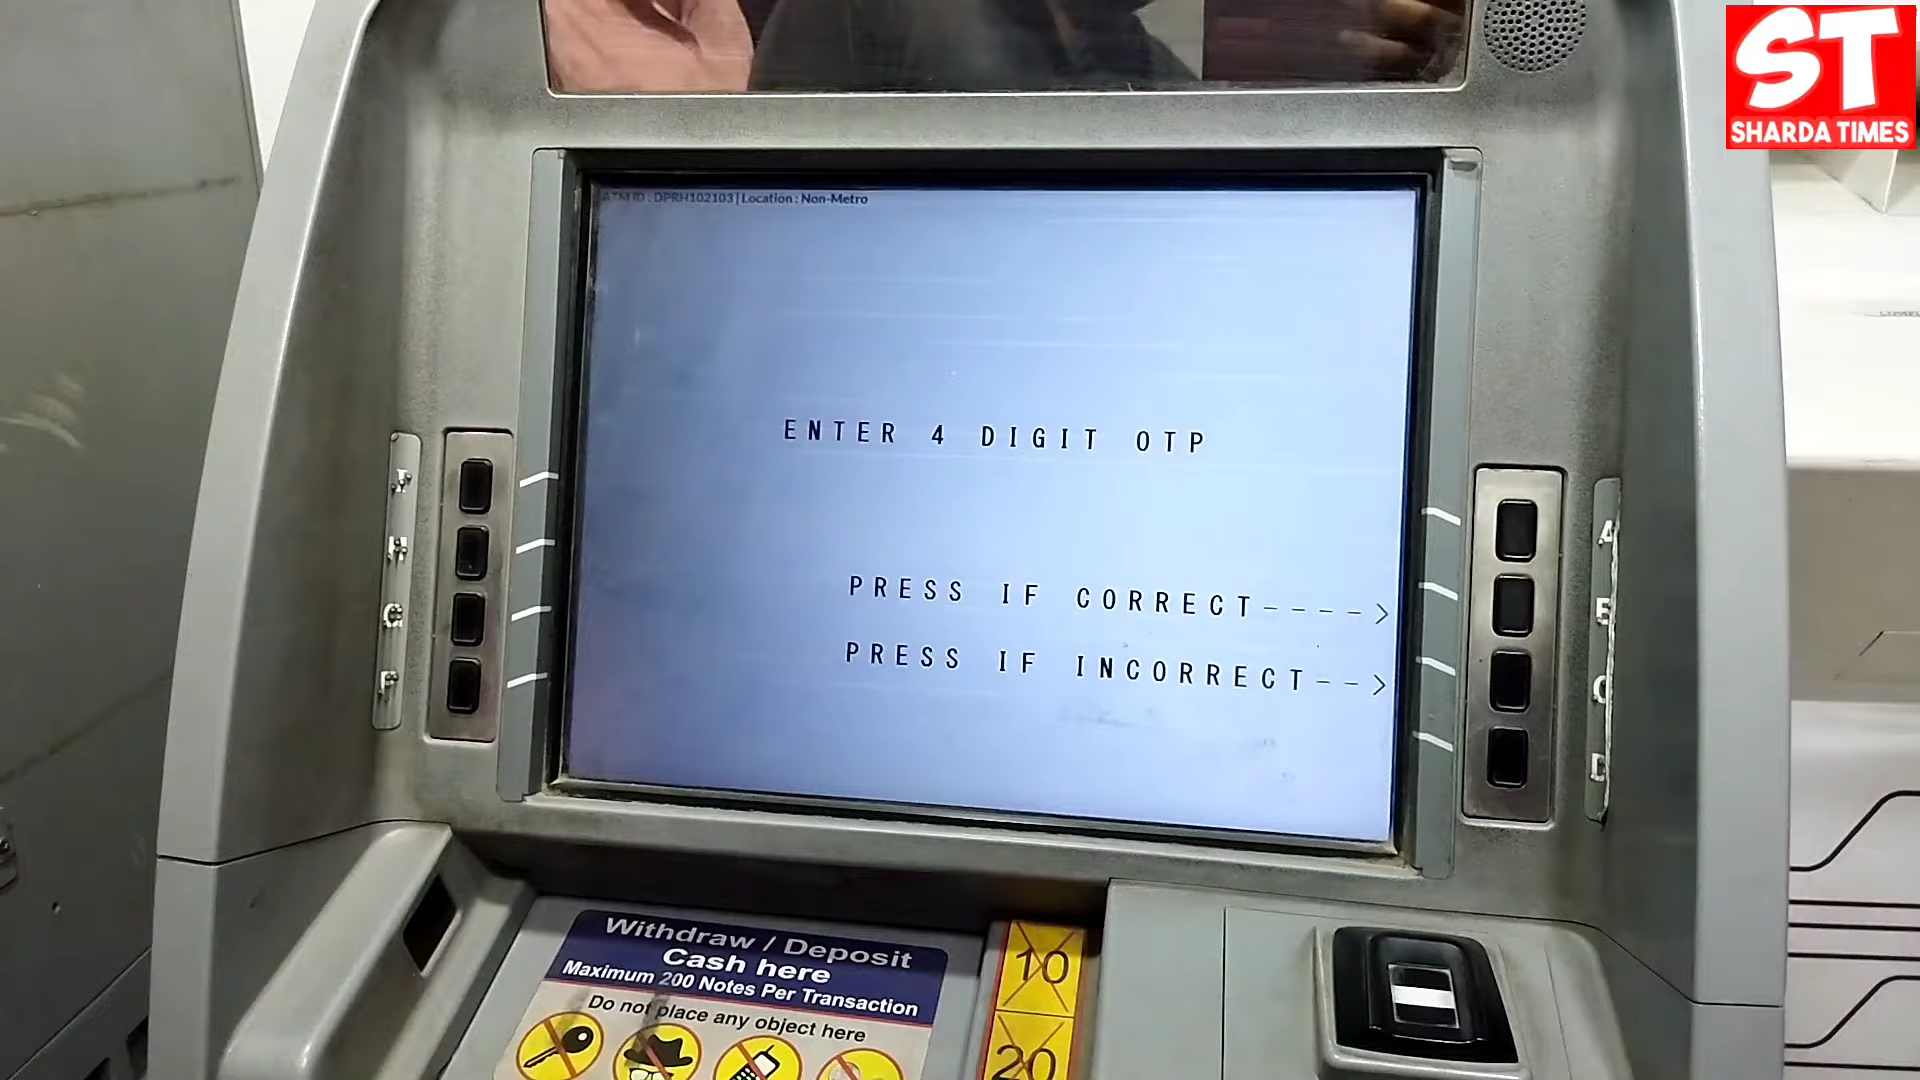 ST
SHARDA TIMES
ATM ID : DPRH102103 | Location : Non-Metro
ENTER 4 DIGIT OTP
PRESS IF CORRECT---->
PRESS IF INCORRECT-->
H
G
F
A
B
C
D
Withdraw / Deposit
Cash here
Maximum 200 Notes Per Transaction
Do not place any object here
10
20